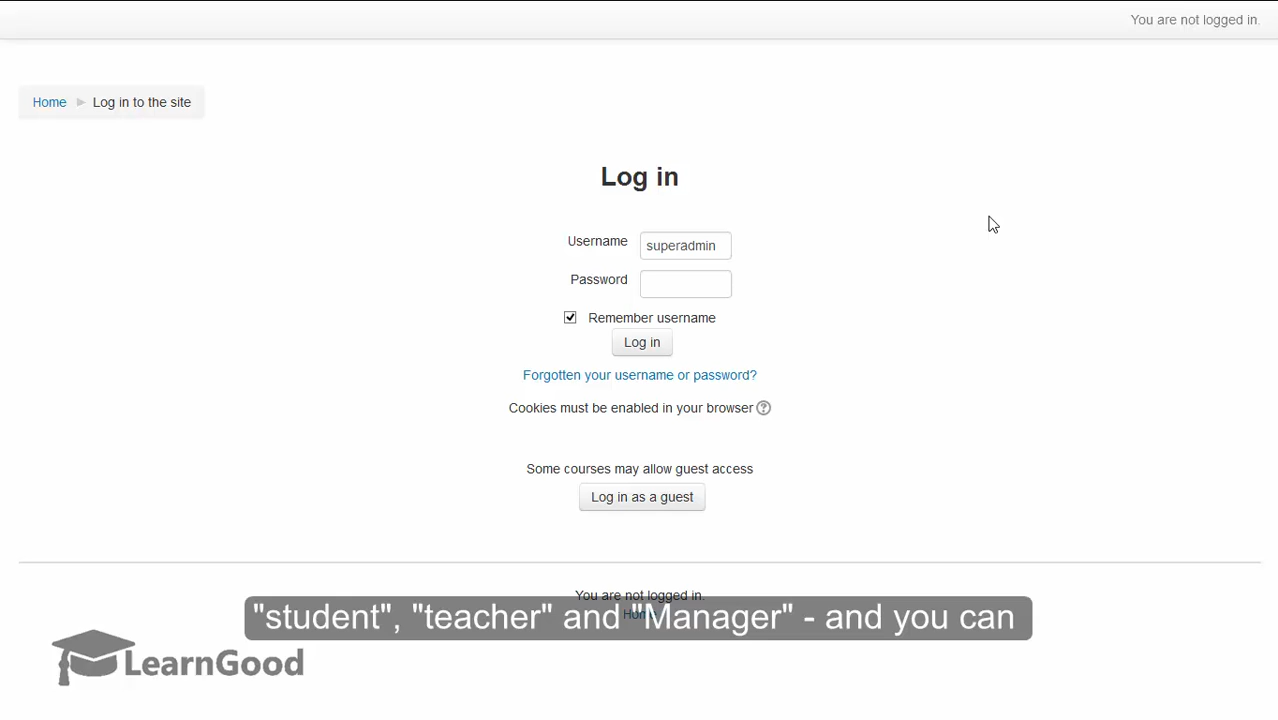 You are not logged in.
Home ► Log in to the site
Log in
Username superadmin
Password
Remember username
Log in
Forgotten your username or password?
Cookies must be enabled in your browser
Some courses may allow guest access
Log in as a guest
You are not logged in.
Home
"student", "teacher" and "Manager" - and you can
LearnGood